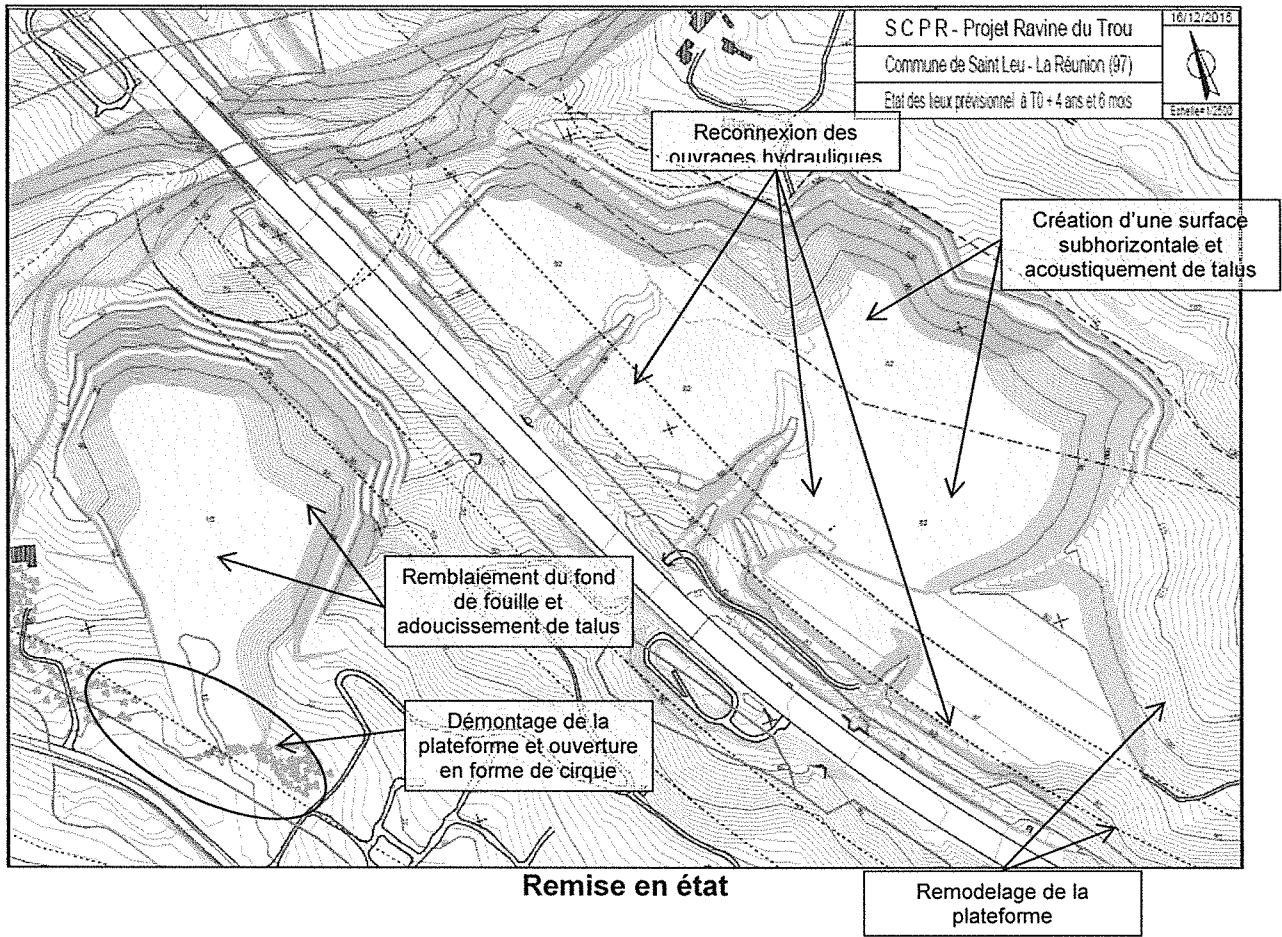 S C P R - Projet Ravine du Trou
Commune de Saint Leu - La Réunion (97)
Etat des lieux prévisionnel à T0 + 4 ans et 6 mois
16/12/2015
Echelle=1/2500
Reconnexion des
ouvrages hydrauliques
Création d'une surface
subhorizontale et
acoustiquement de talus
Remblaiement du fond
de fouille et
adoucissement de talus
Démontage de la
plateforme et ouverture
en forme de cirque
Remise en état
Remodelage de la
plateforme